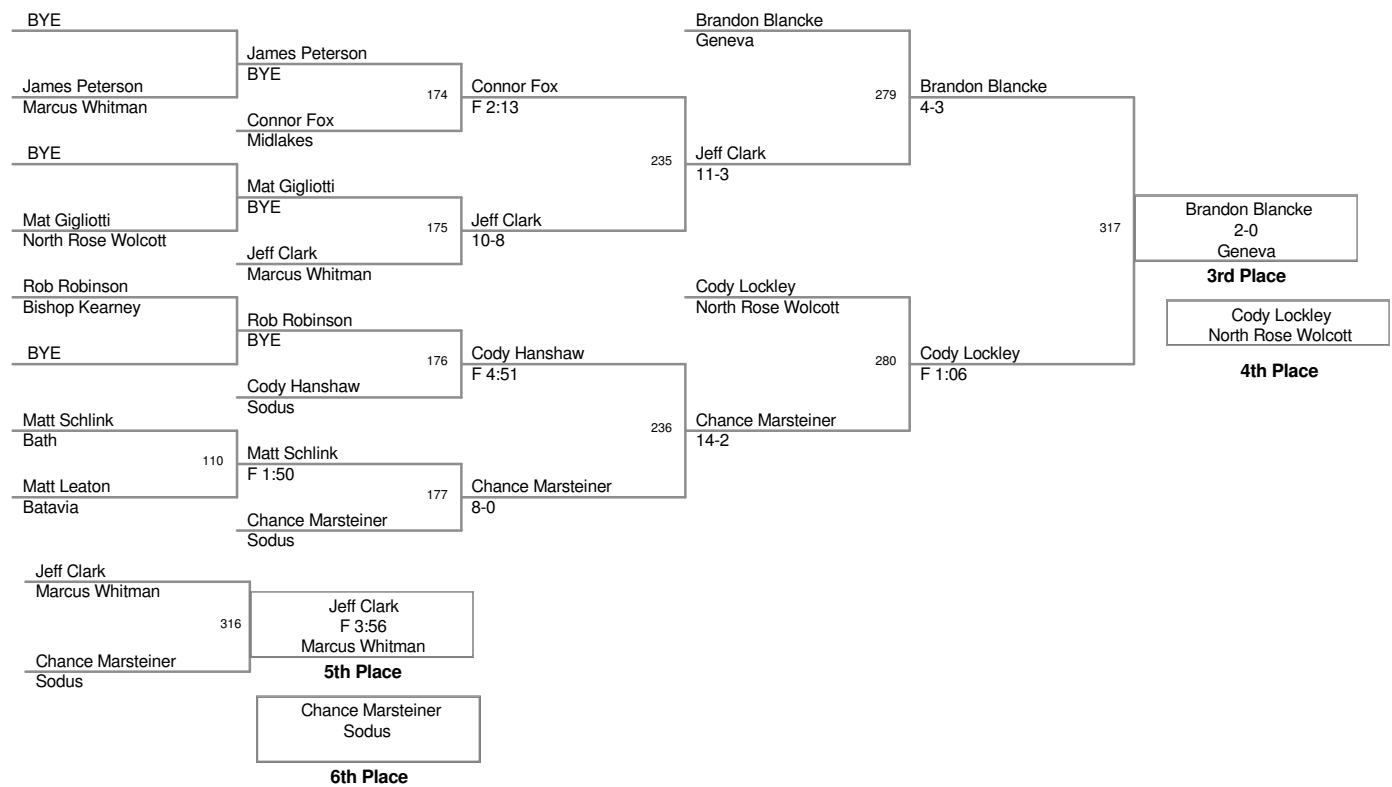 BYE
James Peterson
Marcus Whitman
BYE
Mat Gigliotti
North Rose Wolcott
Rob Robinson
Bishop Kearney
BYE
Matt Schlink
Bath
110
Matt Leaton
Batavia
James Peterson
BYE
174
Connor Fox
Midlakes
Mat Gigliotti
BYE
175
Jeff Clark
Marcus Whitman
Rob Robinson
BYE
176
Cody Hanshaw
Sodus
Matt Schlink
F 1:50
177
Chance Marsteiner
Sodus
Connor Fox
F 2:13
235
Jeff Clark
10-8
Cody Hanshaw
F 4:51
236
Chance Marsteiner
8-0
Brandon Blancke
Geneva
279
Jeff Clark
11-3
Cody Lockley
North Rose Wolcott
280
Chance Marsteiner
14-2
Brandon Blancke
4-3
317
Cody Lockley
F 1:06
Brandon Blancke
2-0
Geneva
3rd Place
Cody Lockley
North Rose Wolcott
4th Place
Jeff Clark
Marcus Whitman
316
Chance Marsteiner
Sodus
Jeff Clark
F 3:56
Marcus Whitman
5th Place
Chance Marsteiner
Sodus
6th Place